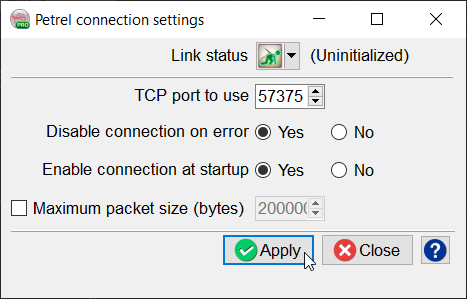 Petrel connection settings
Link status (Uninitialized)
TCP port to use 57375
Disable connection on error Yes No
Enable connection at startup Yes No
Maximum packet size (bytes)
Apply Close ?